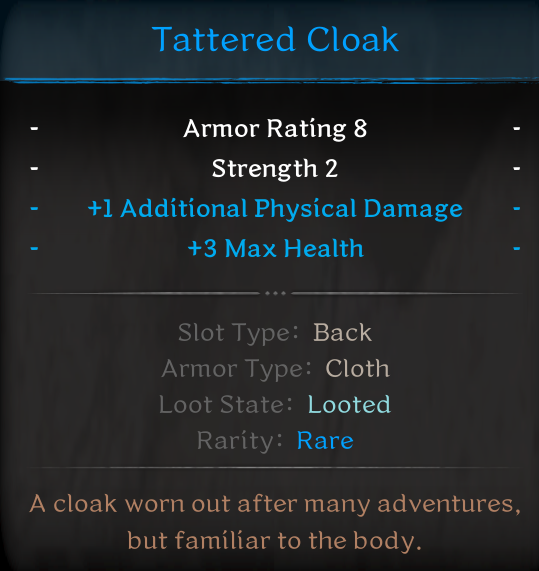 Tattered Cloak
- Armor Rating 8 -
- Strength 2 -
- +1 Additional Physical Damage -
- +3 Max Health -
Slot Type: Back
Armor Type: Cloth
Loot State: Looted
Rarity: Rare
A cloak worn out after many adventures,
but familiar to the body.